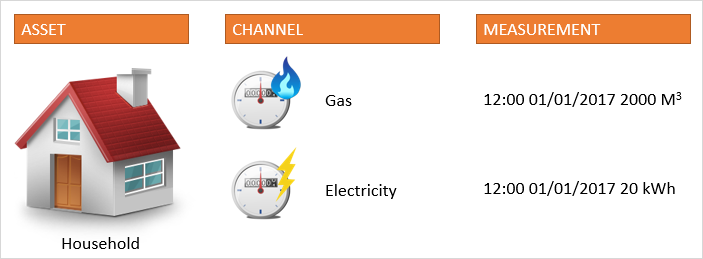 ASSET
CHANNEL
MEASUREMENT
Gas
12:00 01/01/2017 2000 M³
Electricity
12:00 01/01/2017 20 kWh
Household